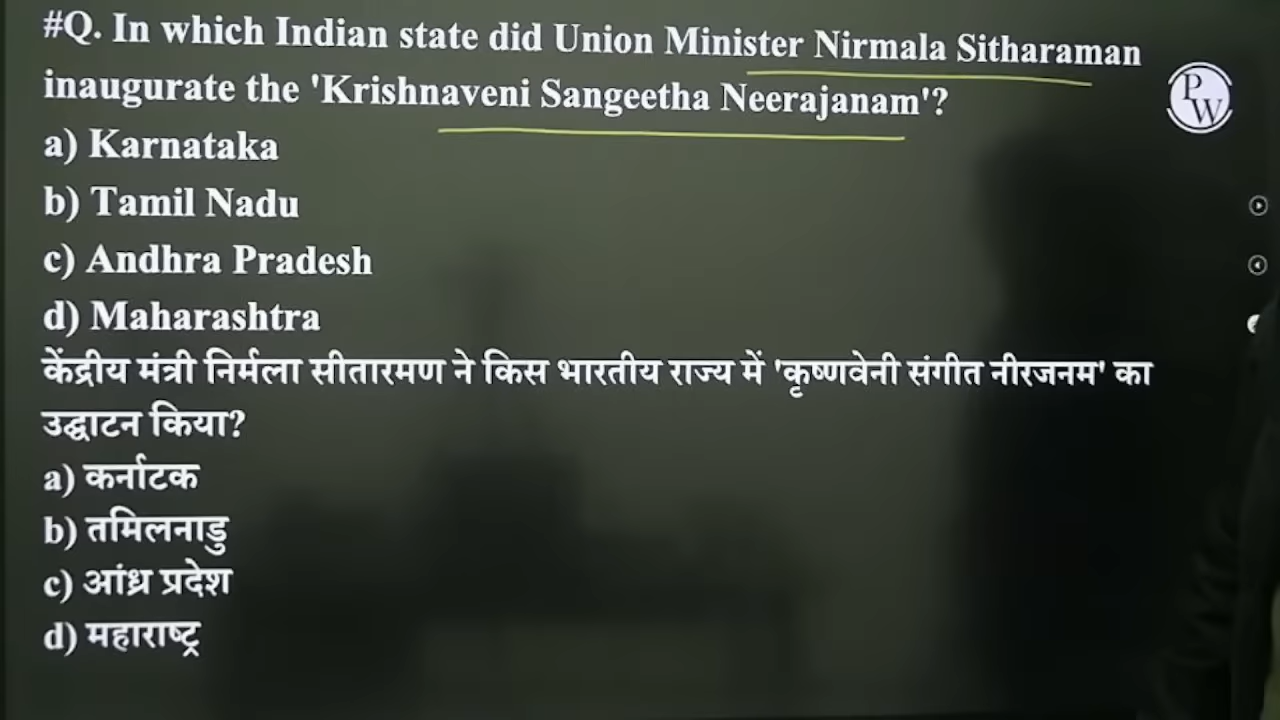 #Q. In which Indian state did Union Minister Nirmala Sitharaman
inaugurate the 'Krishnaveni Sangeetha Neerajanam'?
PW
a) Karnataka
b) Tamil Nadu
c) Andhra Pradesh
d) Maharashtra
केंद्रीय मंत्री निर्मला सीतारमण ने किस भारतीय राज्य में 'कृष्णवेनी संगीत नीरजनम' का
उद्घाटन किया?
a) कर्नाटक
b) तमिलनाडु
c) आंध्र प्रदेश
d) महाराष्ट्र